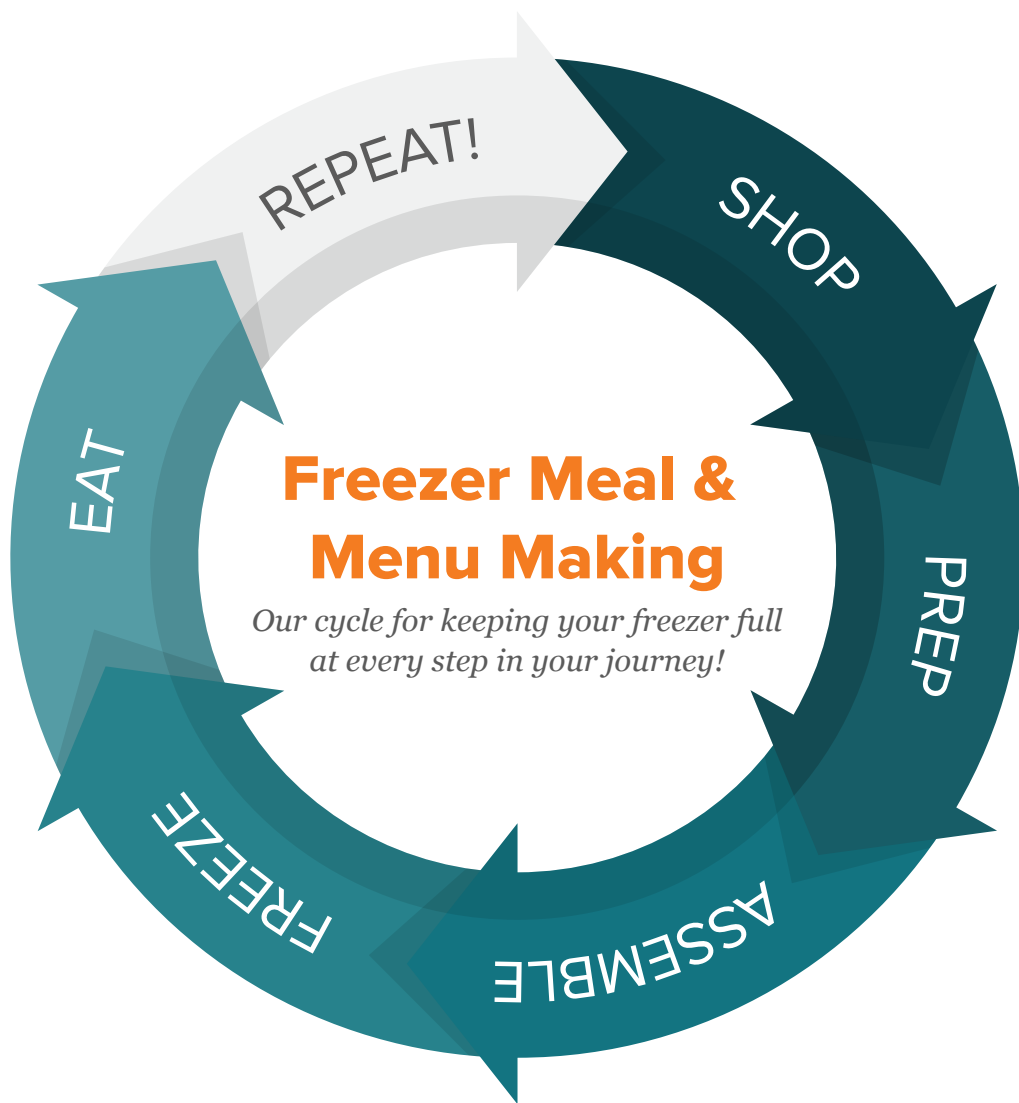 REPEAT!
SHOP
PREP
ASSEMBLE
FREEZE
EAT
Freezer Meal &
Menu Making
Our cycle for keeping your freezer full
at every step in your journey!